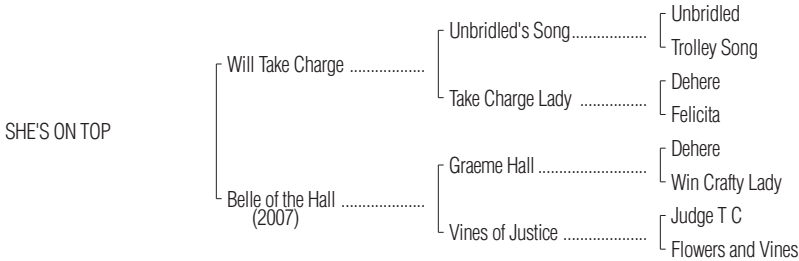 Unbridled
Unbridled's Song..................
Trolley Song
Will Take Charge ..................
Dehere
Take Charge Lady ................
Felicita
SHE'S ON TOP
Dehere
Graeme Hall ..........................
Win Crafty Lady
Belle of the Hall ....................
(2007)
Judge T C
Vines of Justice ....................
Flowers and Vines